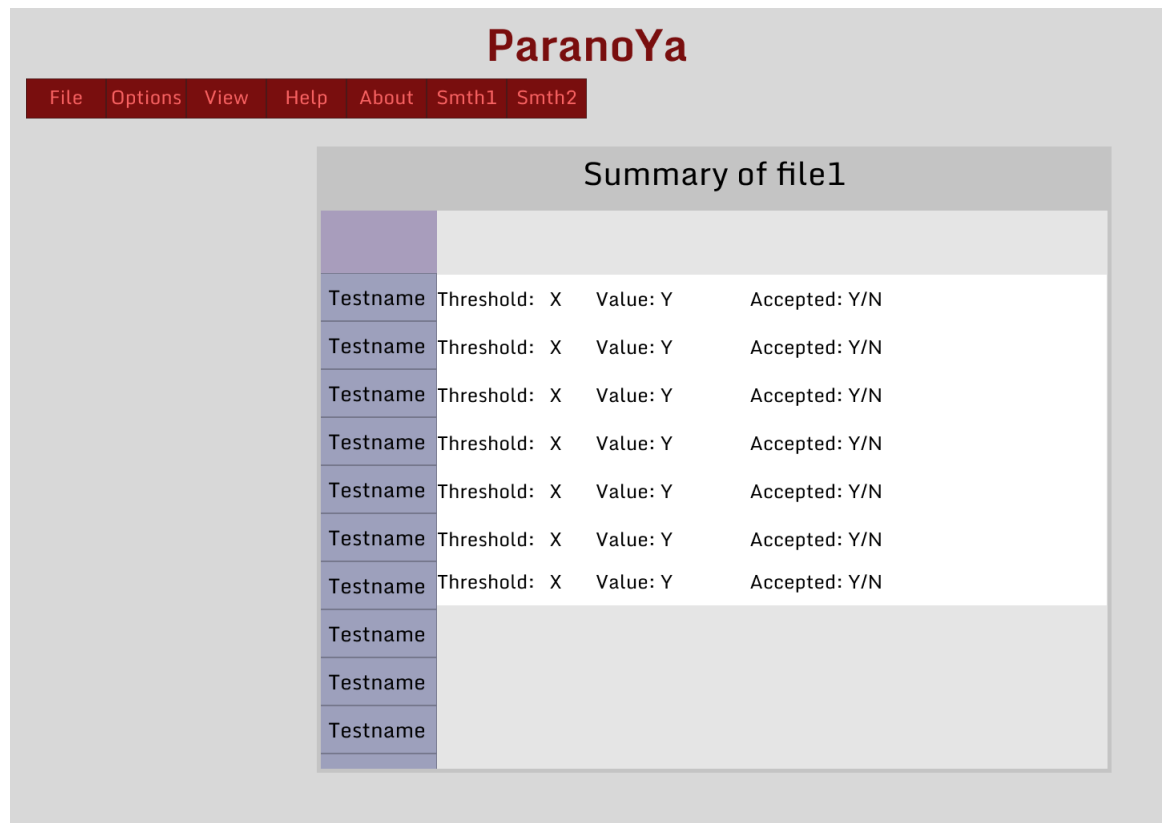 ParanoYa
File Options View Help About Smth1 Smth2
Summary of file1
Testname Threshold: X Value: Y Accepted: Y/N
Testname Threshold: X Value: Y Accepted: Y/N
Testname Threshold: X Value: Y Accepted: Y/N
Testname Threshold: X Value: Y Accepted: Y/N
Testname Threshold: X Value: Y Accepted: Y/N
Testname Threshold: X Value: Y Accepted: Y/N
Testname Threshold: X Value: Y Accepted: Y/N
Testname
Testname
Testname